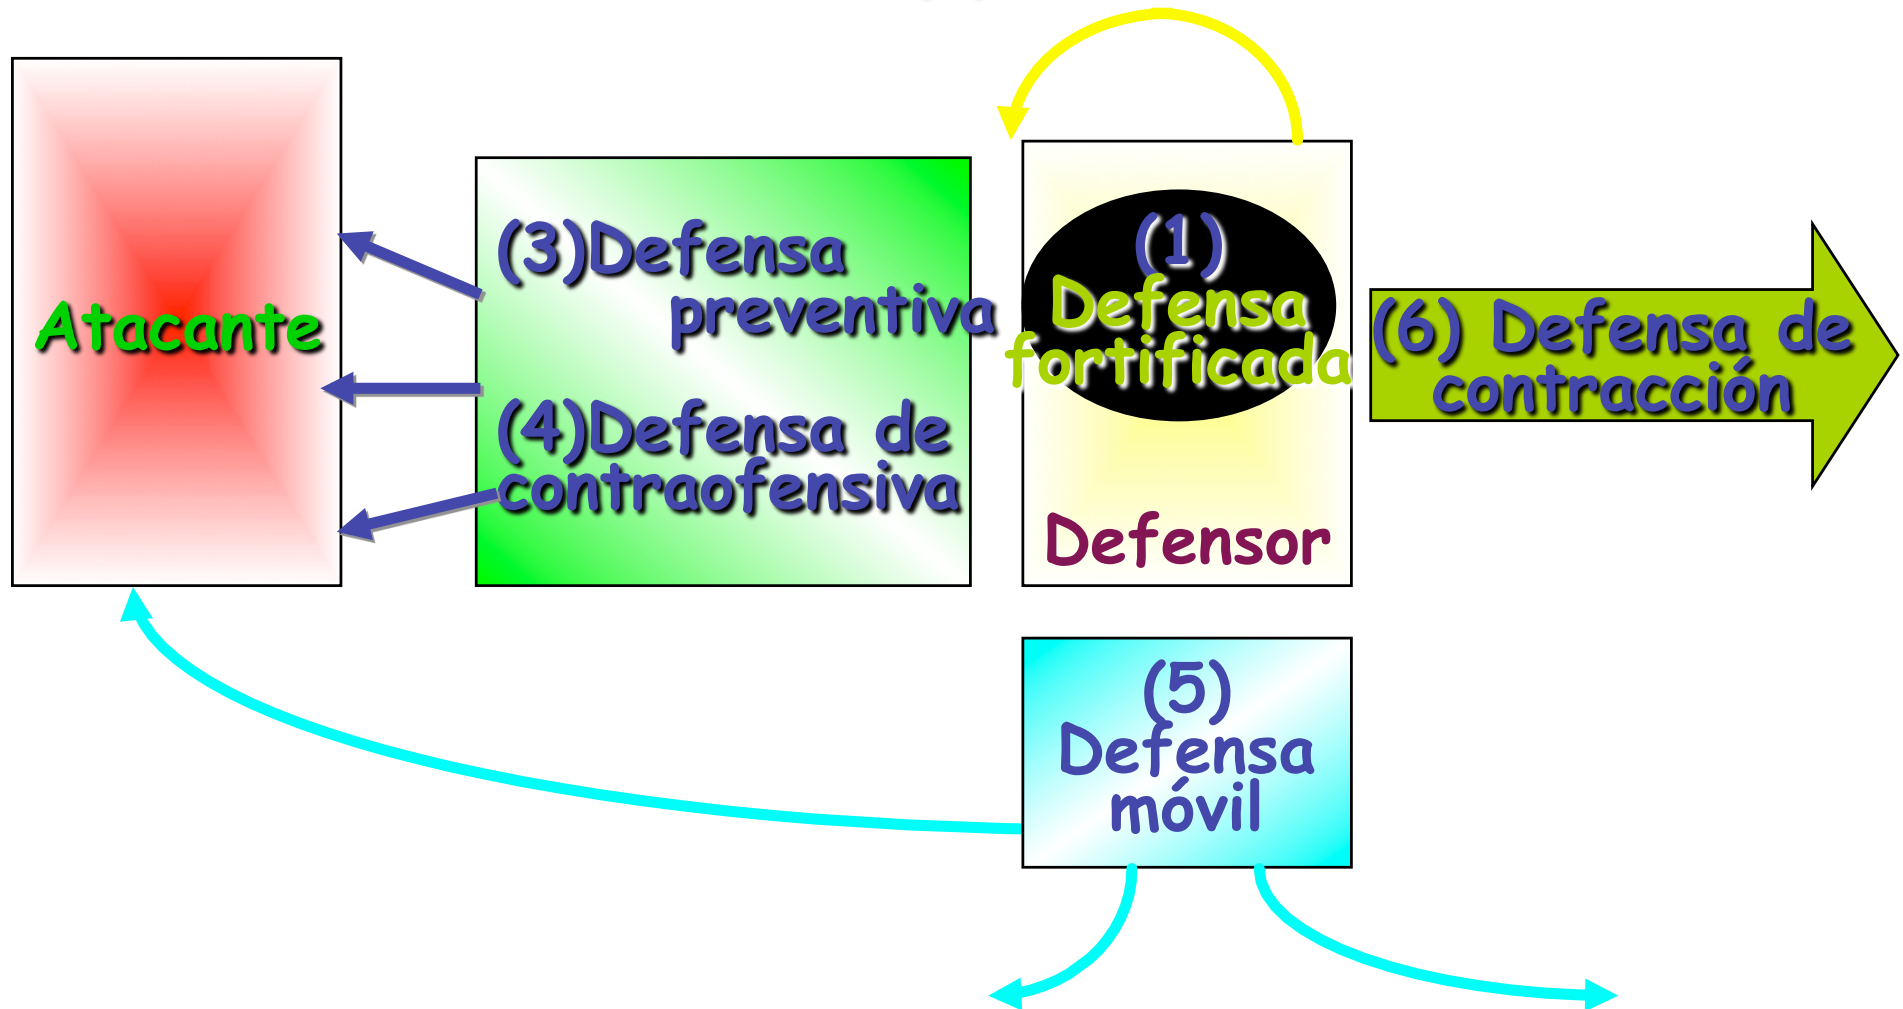 Atacante
(3)Defensa
preventiva
(4)Defensa de
contraofensiva
(1)
Defensa
fortificada
Defensor
(6) Defensa de
contracción
(5)
Defensa
móvil